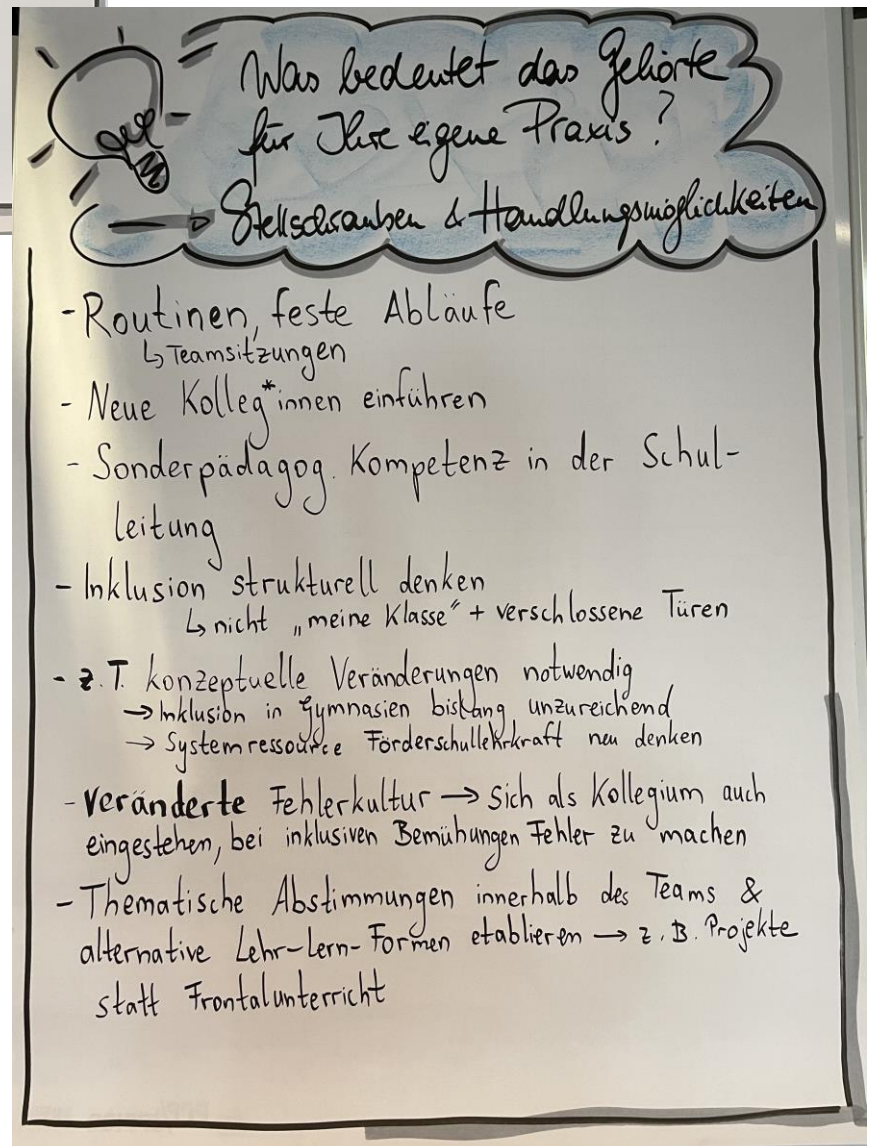 Was bedeutet das Gehörte
für Ihre eigene Praxis?
→ Stellschrauben & Handlungsmöglichkeiten
- Routinen, feste Abläufe
↳ Teamsitzungen
- Neue Kolleg*innen einführen
- Sonderpädagog. Kompetenz in der Schul-
leitung
- Inklusion strukturell denken
↳ nicht „meine Klasse“ + verschlossene Türen
- z.T. konzeptuelle Veränderungen notwendig
→ Inklusion in Gymnasien bislang unzureichend
→ Systemressource Förderschullehrkraft neu denken
- Veränderte Fehlerkultur → Sich als Kollegium auch
eingestehen, bei inklusiven Bemühungen Fehler zu machen
- Thematische Abstimmungen innerhalb des Teams &
alternative Lehr-Lern-Formen etablieren → z.B. Projekte
statt Frontalunterricht